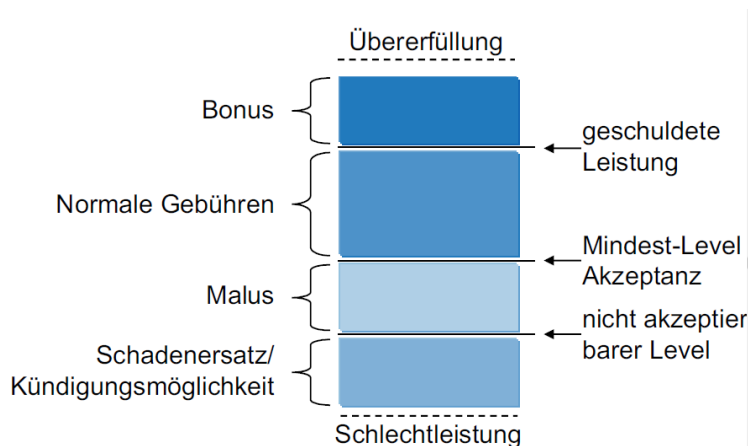 Übererfüllung
Bonus
geschuldete
Leistung
Normale Gebühren
Mindest-Level
Akzeptanz
Malus
nicht akzeptier
barer Level
Schadenersatz/
Kündigungsmöglichkeit
Schlechtleistung